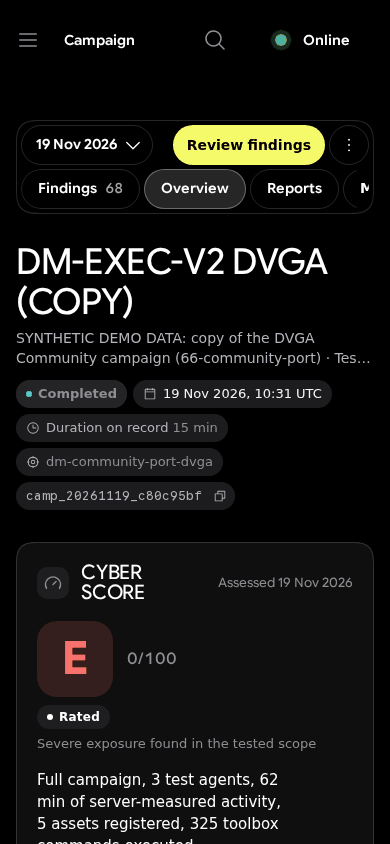 Campaign
Online
19 Nov 2026
Review findings
Findings 68
Overview
Reports
DM-EXEC-V2 DVGA
(COPY)
SYNTHETIC DEMO DATA: copy of the DVGA
Community campaign (66-community-port) · Tes…
Completed
19 Nov 2026, 10:31 UTC
Duration on record 15 min
dm-community-port-dvga
camp_20261119_c80c95bf
CYBER
SCORE
Assessed 19 Nov 2026
E
0/100
Rated
Severe exposure found in the tested scope
Full campaign, 3 test agents, 62
min of server-measured activity,
5 assets registered, 325 toolbox
commands executed